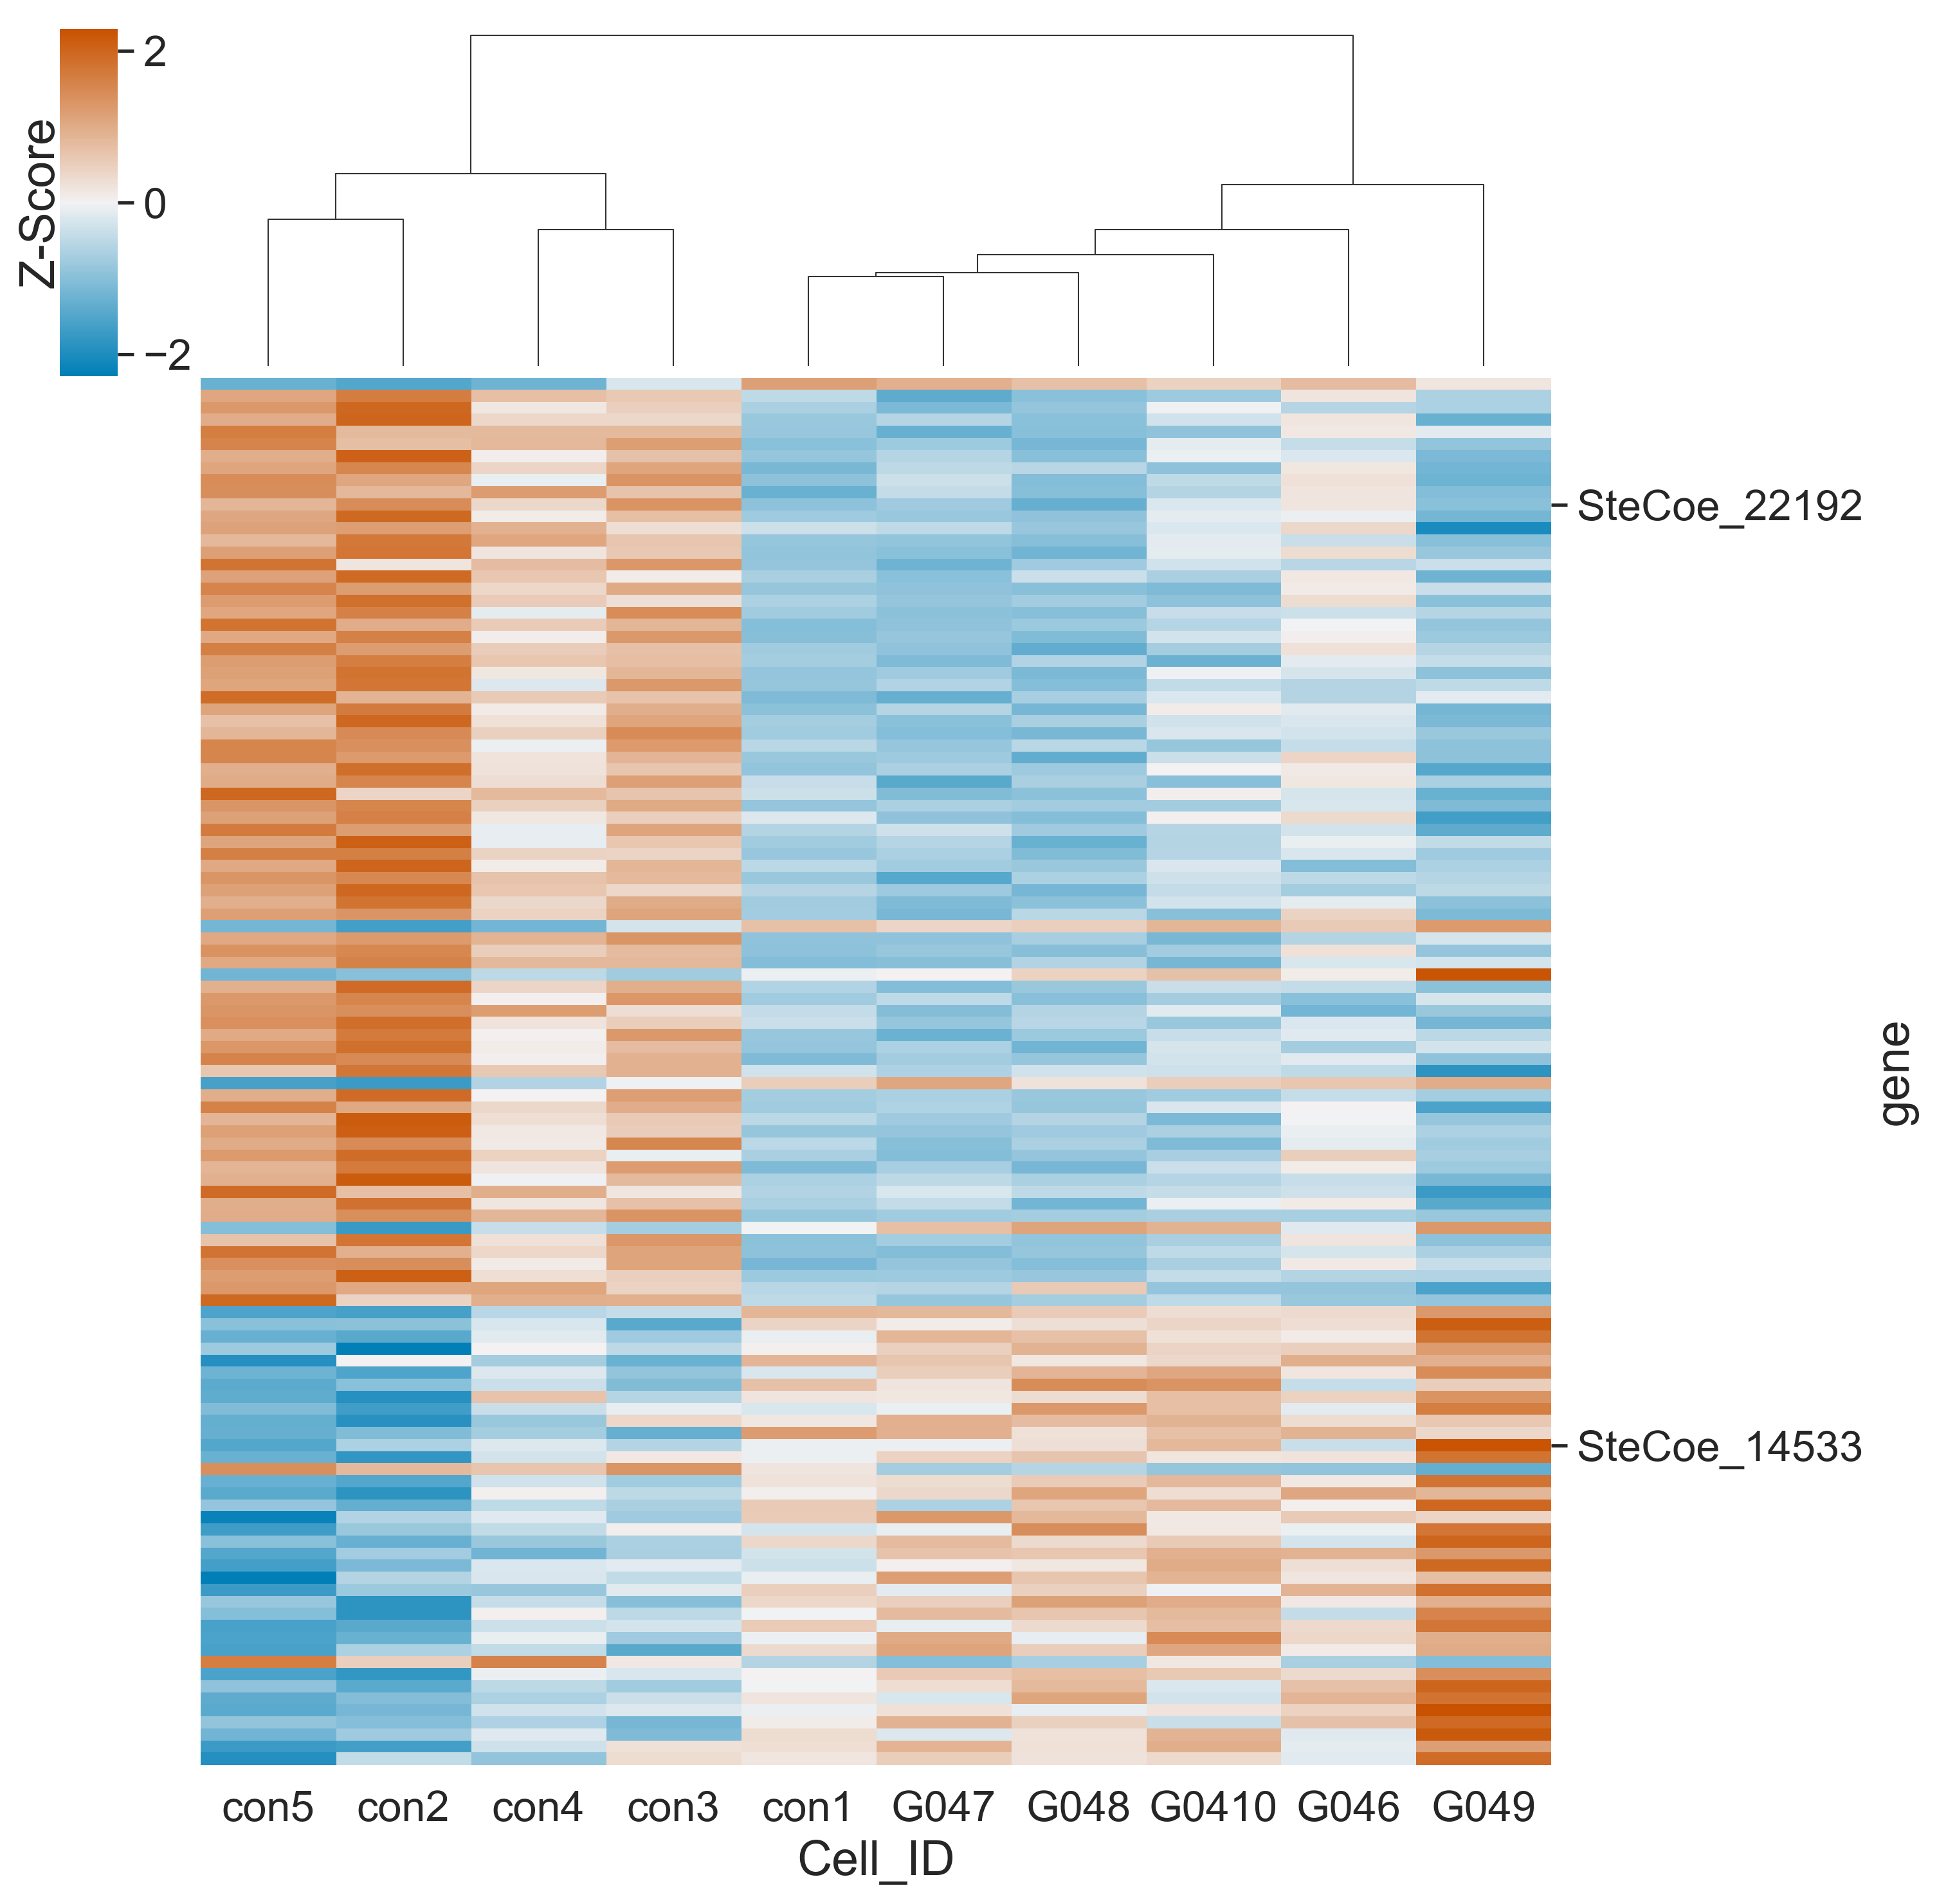 2
0
−2
Z-Score
SteCoe_22192
SteCoe_14533
gene
con5 con2 con4 con3 con1 G047 G048 G0410 G046 G049
Cell_ID